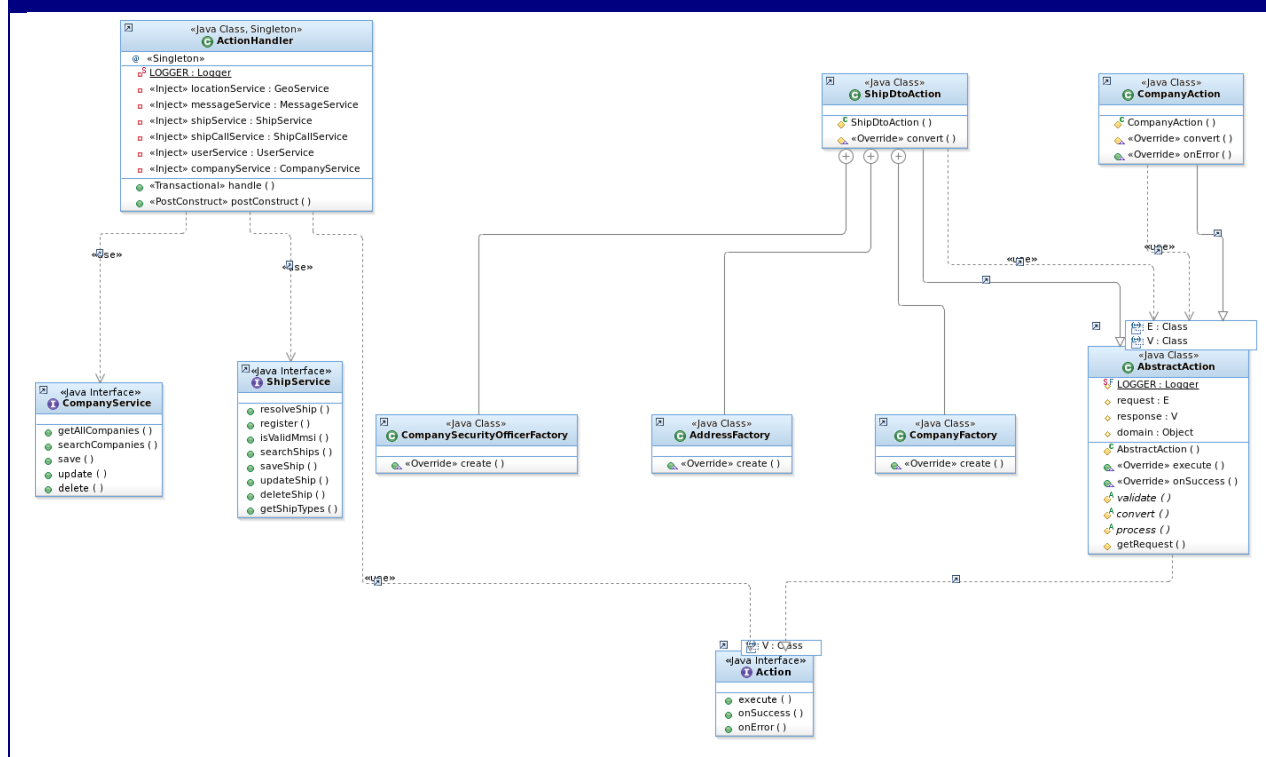 «Java Class, Singleton»
ActionHandler
@ «Singleton»
LOGGER : Logger
«Inject» locationService : GeoService
«Inject» messageService : MessageService
«Inject» shipService : ShipService
«Inject» shipCallService : ShipCallService
«Inject» userService : UserService
«Inject» companyService : CompanyService
«Transactional» handle ( )
«PostConstruct» postConstruct ( )
«Java Class»
ShipDtoAction
ShipDtoAction ( )
«Override» convert ( )
«Java Class»
CompanyAction
CompanyAction ( )
«Override» convert ( )
«Override» onError ( )
«use»
«use»
«use»
«use»
E : Class
V : Class
«Java Class»
AbstractAction
LOGGER : Logger
request : E
response : V
domain : Object
AbstractAction ( )
«Override» execute ( )
«Override» onSuccess ( )
validate ( )
convert ( )
process ( )
getRequest ( )
«Java Interface»
CompanyService
getAllCompanies ( )
searchCompanies ( )
save ( )
update ( )
delete ( )
«Java Interface»
ShipService
resolveShip ( )
register ( )
isValidMmsi ( )
searchShips ( )
saveShip ( )
updateShip ( )
deleteShip ( )
getShipTypes ( )
«Java Class»
CompanySecurityOfficerFactory
«Override» create ( )
«Java Class»
AddressFactory
«Override» create ( )
«Java Class»
CompanyFactory
«Override» create ( )
«use»
V : Class
«Java Interface»
Action
execute ( )
onSuccess ( )
onError ( )